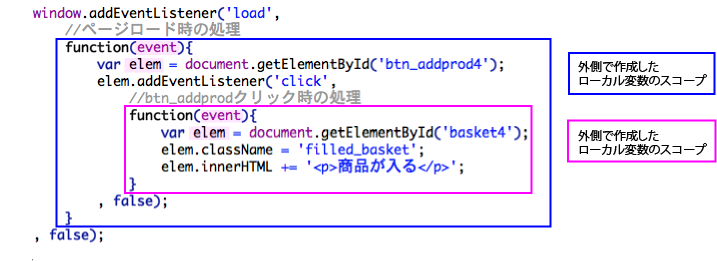 window.addEventListener('load',
//ページロード時の処理
function(event){
var elem = document.getElementById('btn_addprod4');
elem.addEventListener('click',
//btn_addprodクリック時の処理
function(event){
var elem = document.getElementById('basket4');
elem.className = 'filled_basket';
elem.innerHTML += '<p>商品が入る</p>';
}
, false);
}
, false);
外側で作成した
ローカル変数のスコープ
外側で作成した
ローカル変数のスコープ